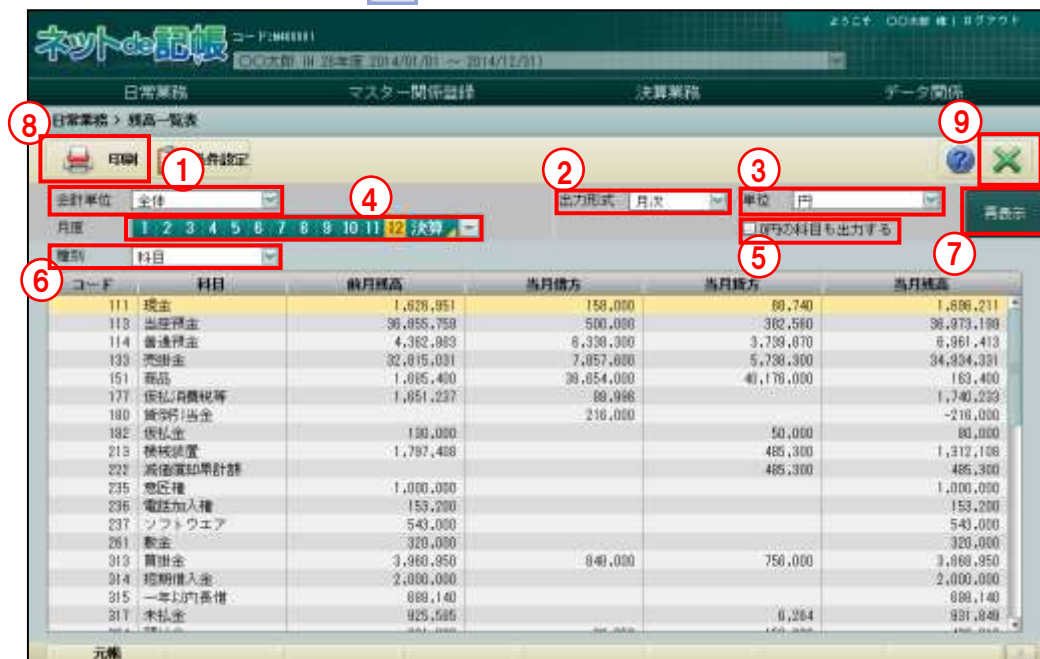 ようこそ 〇〇太郎 様 | ログアウト
ネットde記帳 コード:M0000001
〇〇太郎 (H 26年度 2014/01/01 ～ 2014/12/31)
日常業務 マスター関係登録 決算業務 データ関係
日常業務 > 残高一覧表
⑧ ⑨
印刷 条件設定
① ② ③
会計単位 全体 出力形式 月次 単位 円 再表示
④
月度 1 2 3 4 5 6 7 8 9 10 11 12 決算 0円の科目も出力する
⑤ ⑦
種別 科目
⑥
コード 科目 前月残高 当月借方 当月貸方 当月残高
111 現金 1,626,951 158,000 88,740 1,696,211
113 当座預金 36,855,758 500,000 382,560 36,973,198
114 普通預金 4,362,983 6,338,300 3,739,870 6,961,413
133 売掛金 32,815,031 7,857,600 5,738,300 34,934,331
151 商品 1,685,400 38,654,000 40,176,000 163,400
177 仮払消費税等 1,651,237 88,996 1,740,233
180 貸倒引当金 216,000 -216,000
182 仮払金 130,000 50,000 80,000
213 機械装置 1,797,408 485,300 1,312,108
222 減価償却累計額 485,300 485,300
235 意匠権 1,000,000 1,000,000
236 電話加入権 153,200 153,200
237 ソフトウエア 543,000 543,000
261 敷金 320,000 320,000
313 買掛金 3,960,950 848,000 756,000 3,868,950
314 短期借入金 2,000,000 2,000,000
315 一年以内長借 688,140 688,140
317 未払金 925,585 6,264 931,849
元帳